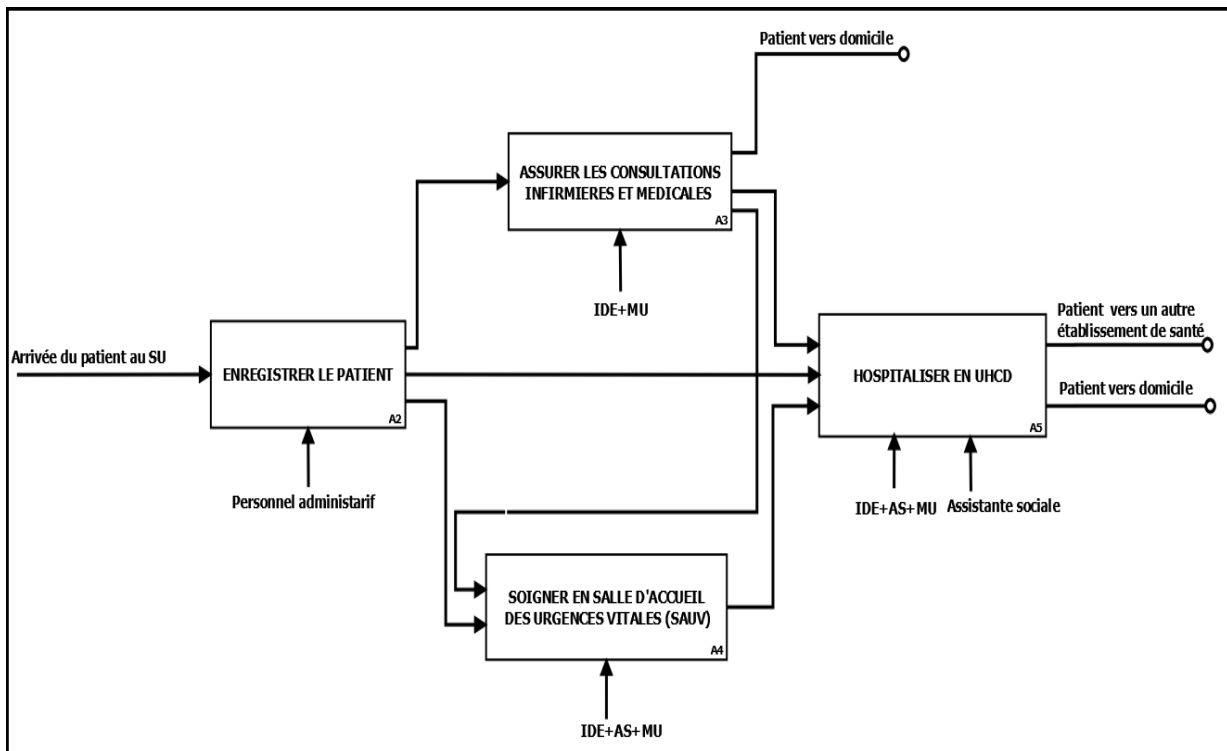 Patient vers domicile
ASSURER LES CONSULTATIONS
INFIRMIERES ET MEDICALES
A3
IDE+MU
Arrivée du patient au SU
ENREGISTRER LE PATIENT
A2
Personnel administarif
Patient vers un autre
établissement de santé
HOSPITALISER EN UHCD
Patient vers domicile
A5
IDE+AS+MU
Assistante sociale
SOIGNER EN SALLE D'ACCUEIL
DES URGENCES VITALES (SAUV)
A4
IDE+AS+MU